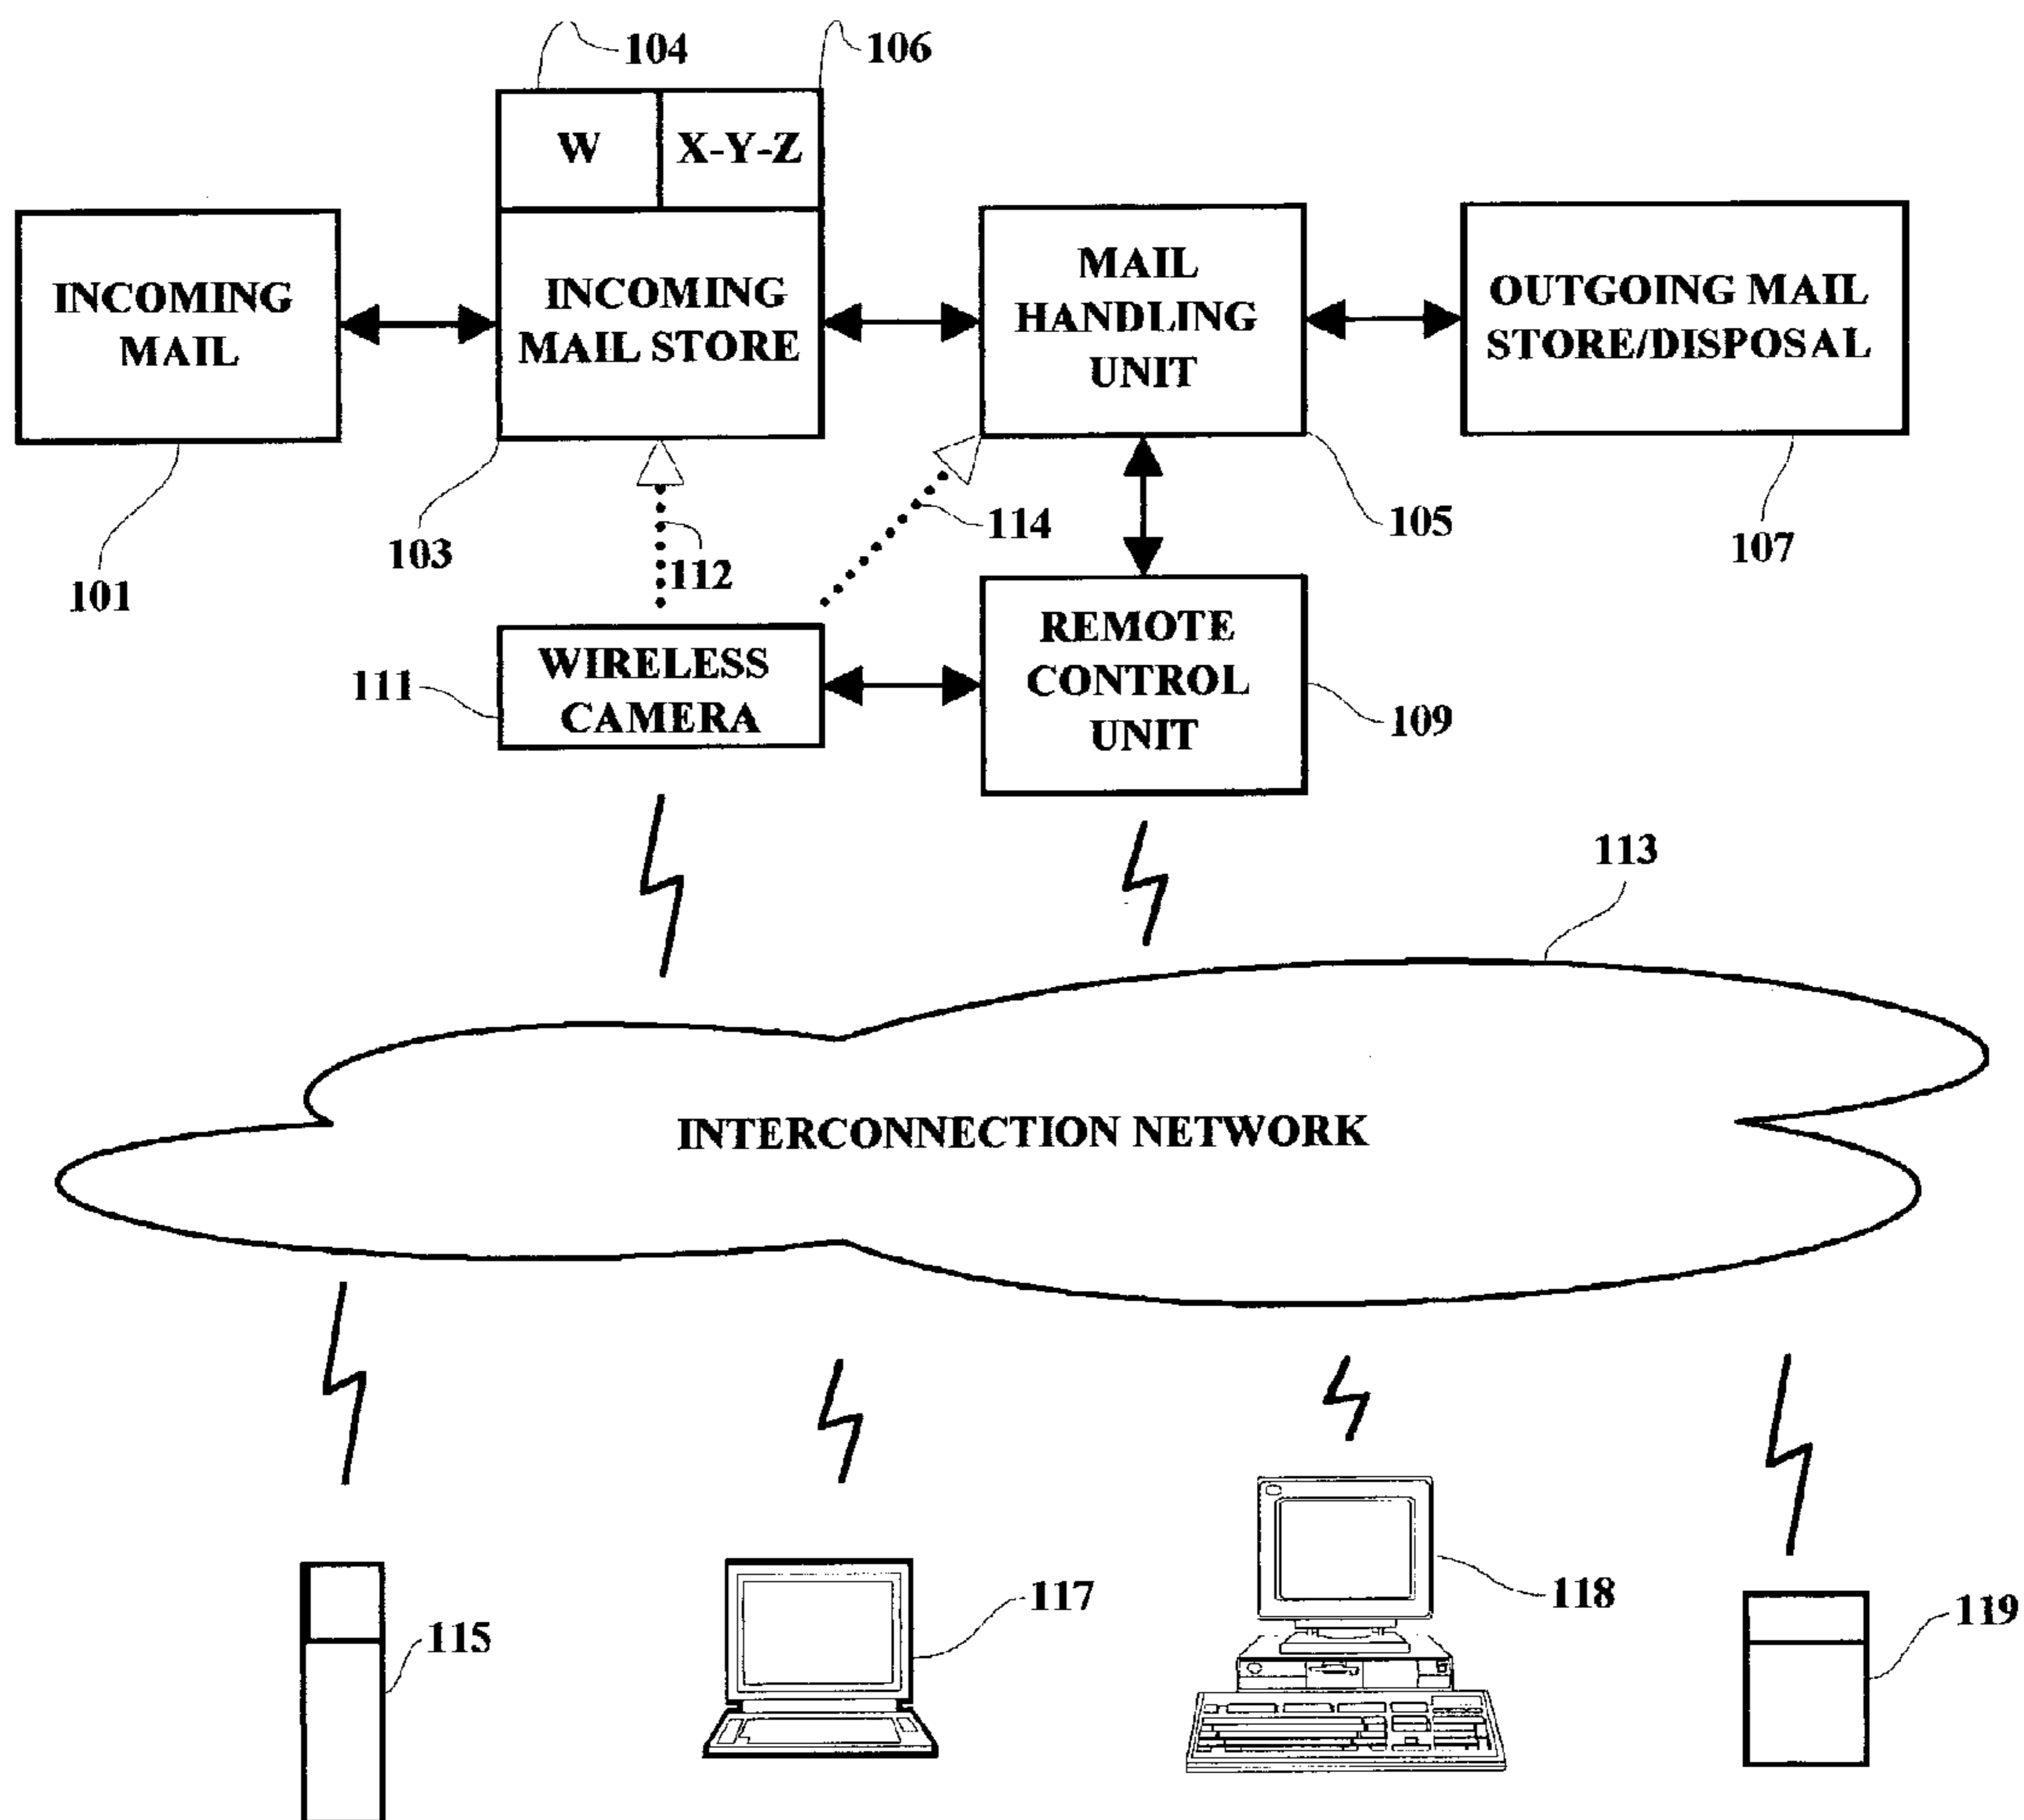 104
106
W
X-Y-Z
INCOMING
MAIL
INCOMING
MAIL STORE
MAIL
HANDLING
UNIT
OUTGOING MAIL
STORE/DISPOSAL
101
103
112
114
105
107
111
WIRELESS
CAMERA
REMOTE
CONTROL
UNIT
109
113
INTERCONNECTION NETWORK
115
117
118
119